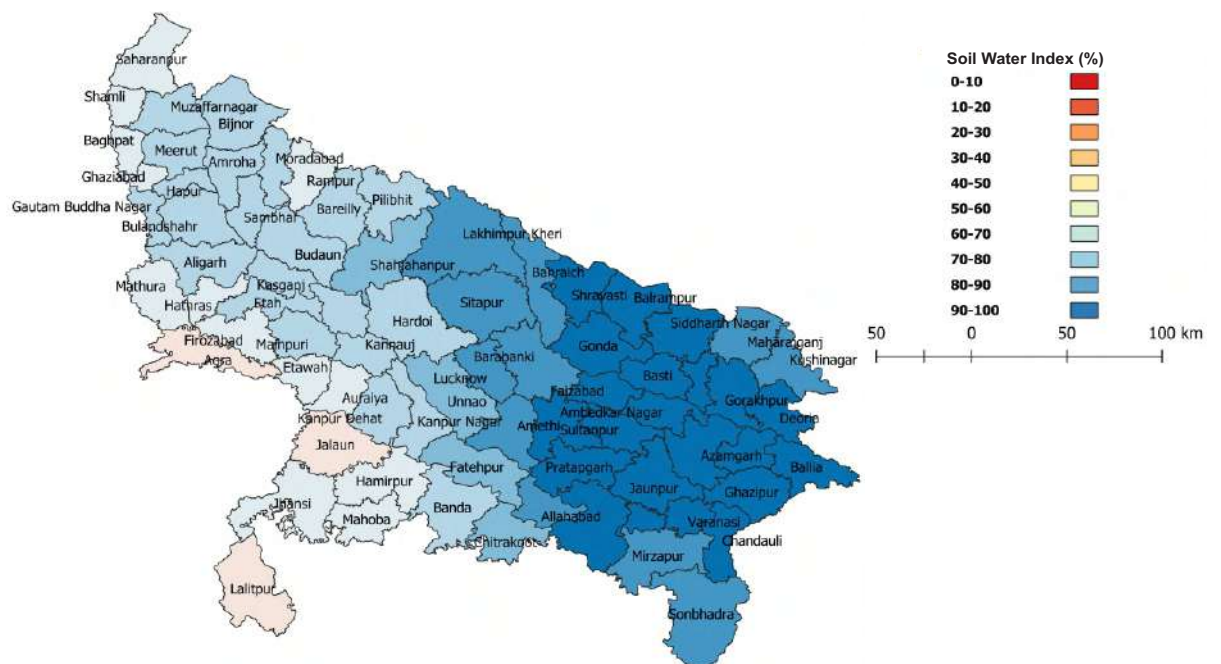 Soil Water Index (%)
0-10
10-20
20-30
30-40
40-50
50-60
60-70
70-80
80-90
90-100
50 0 50 100 km
Saharanpur
Shamli
Muzaffarnagar
Bijnor
Baghpat
Meerut
Amroha
Moradabad
Ghaziabad
Rampur
Hapur
Bareilly
Pilibhit
Gautam Buddha Nagar
Sambhal
Bulandshahr
Lakhimpur Kheri
Budaun
Aligarh
Shahjahanpur
Bahraich
Mathura
Kasganj
Shravasti
Balrampur
Hathras
Etah
Sitapur
Hardoi
Siddharth Nagar
Firozabad
Mainpuri
Kannauj
Gonda
Maharajganj
Agra
Barabanki
Kushinagar
Etawah
Lucknow
Basti
Auraiya
Unnao
Faizabad
Gorakhpur
Kanpur Dehat
Kanpur Nagar
Ambedkar Nagar
Deoria
Amethi
Sultanpur
Jalaun
Azamgarh
Fatehpur
Pratapgarh
Ballia
Hamirpur
Jaunpur
Ghazipur
Jhansi
Banda
Mahoba
Allahabad
Varanasi
Chitrakoot
Chandauli
Mirzapur
Lalitpur
Sonbhadra